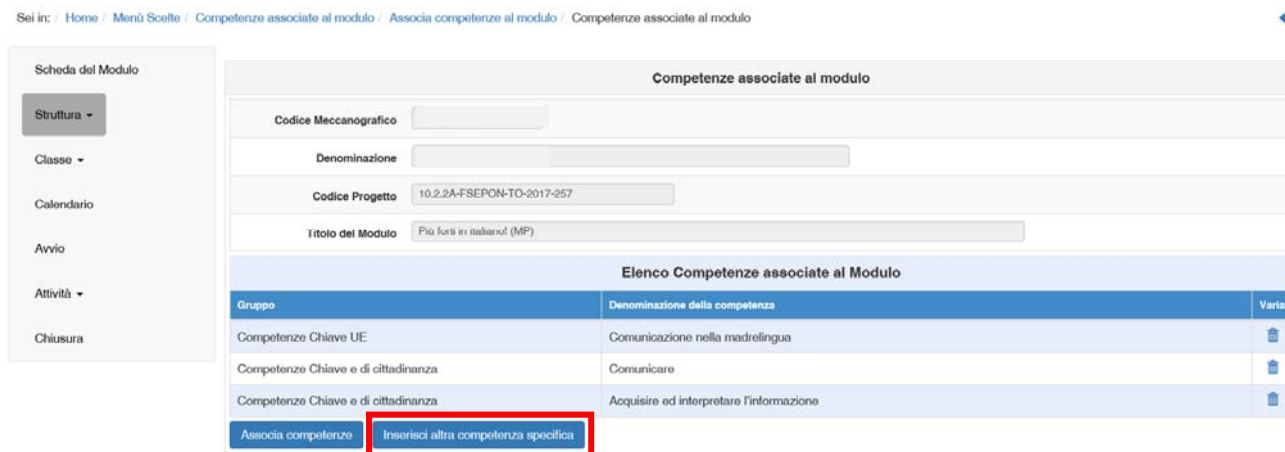 Sei in: / Home / Menù Scelte / Competenze associate al modulo / Associa competenze al modulo / Competenze associate al modulo
Scheda del Modulo
Struttura
Classe
Calendario
Avvio
Attività
Chiusura
Competenze associate al modulo
Codice Meccanografico
Denominazione
Codice Progetto 10.2.2A-FSEPON-TO-2017-257
Titolo del Modulo Più forti in italiano! (MP)
Elenco Competenze associate al Modulo
Gruppo Denominazione della competenza Varia
Competenze Chiave UE Comunicazione nella madrelingua
Competenze Chiave e di cittadinanza Comunicare
Competenze Chiave e di cittadinanza Acquisire ed interpretare l'informazione
Associa competenze Inserisci altra competenza specifica